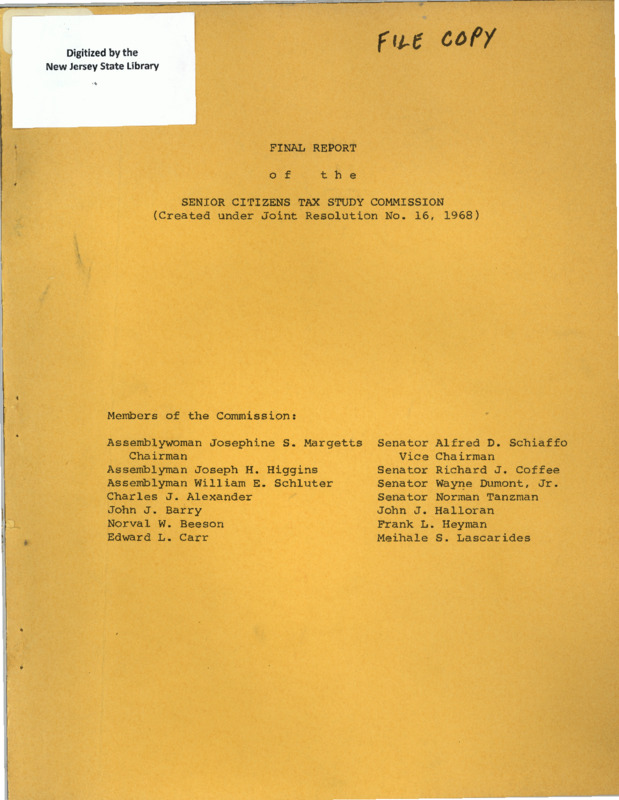 Digitized by the
New Jersey State Library
FILE COPY
FINAL REPORT
of the
SENIOR CITIZENS TAX STUDY COMMISSION
(Created under Joint Resolution No. 16, 1968)
Members of the Commission:
Assemblywoman Josephine S. Margetts
Chairman
Assemblyman Joseph H. Higgins
Assemblyman William E. Schluter
Charles J. Alexander
John J. Barry
Norval W. Beeson
Edward L. Carr
Senator Alfred D. Schiaffo
Vice Chairman
Senator Richard J. Coffee
Senator Wayne Dumont, Jr.
Senator Norman Tanzman
John J. Halloran
Frank L. Heyman
Meihale S. Lascarides